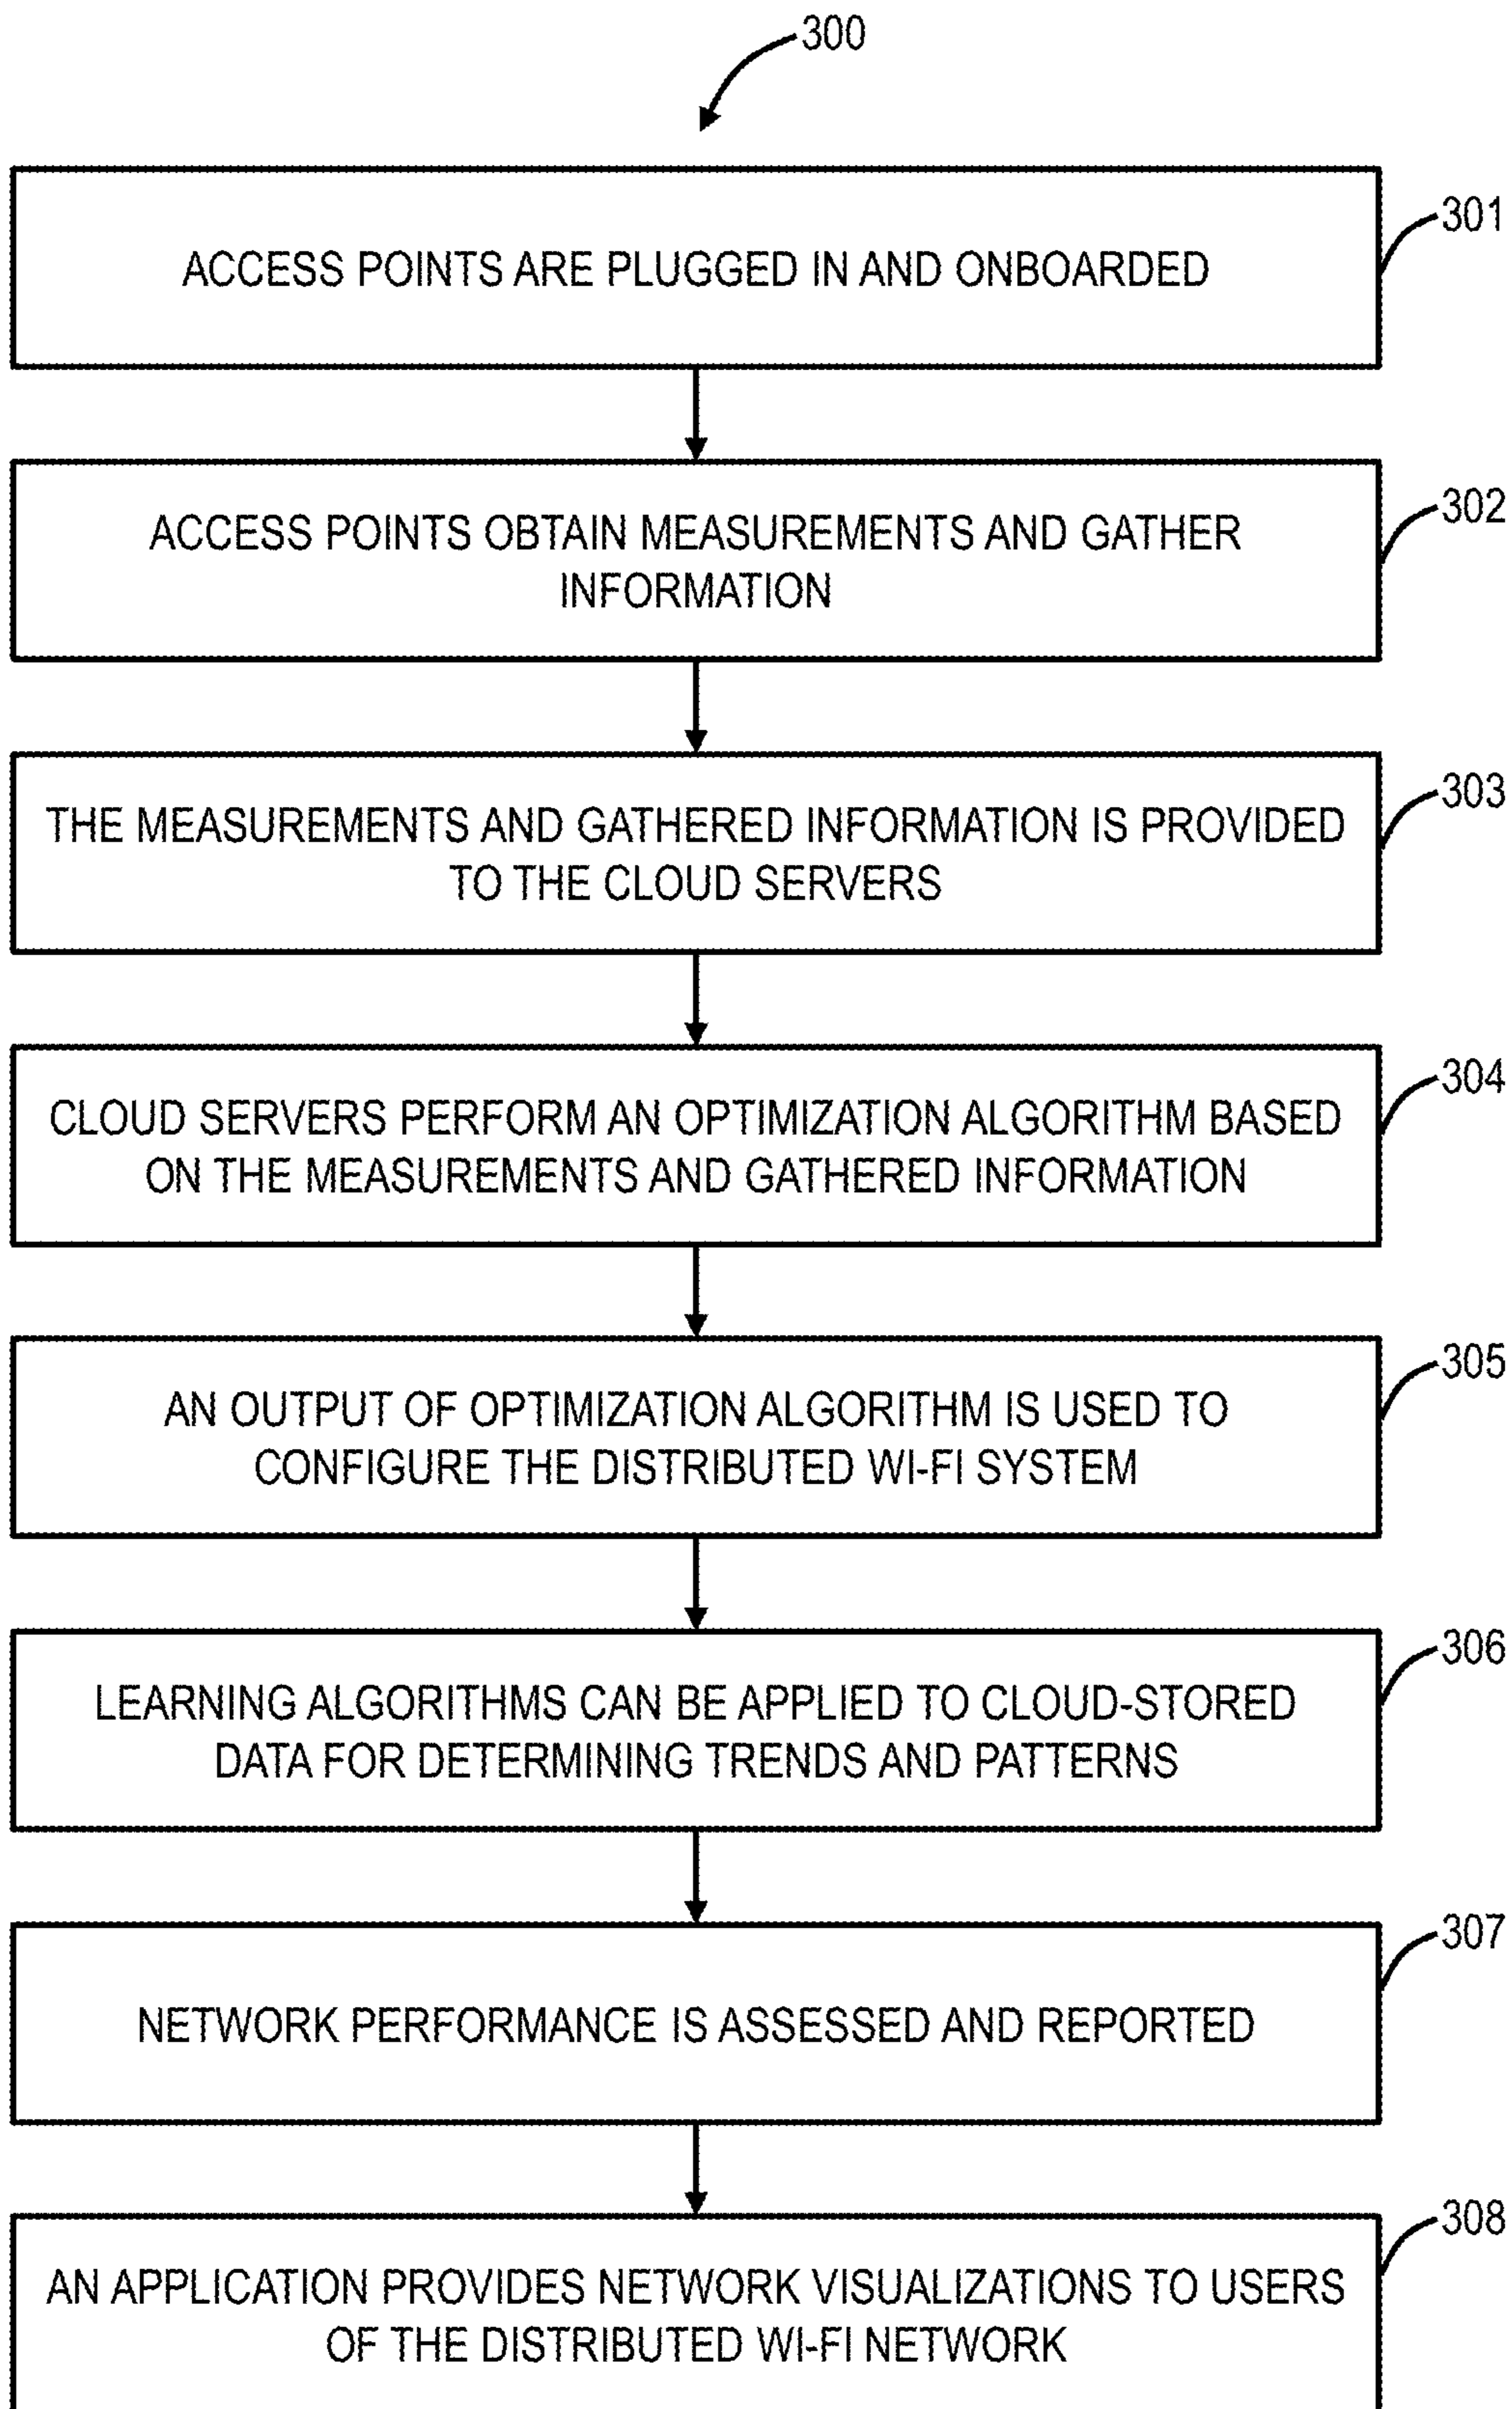 300
ACCESS POINTS ARE PLUGGED IN AND ONBOARDED
301
ACCESS POINTS OBTAIN MEASUREMENTS AND GATHER
INFORMATION
302
THE MEASUREMENTS AND GATHERED INFORMATION IS PROVIDED
TO THE CLOUD SERVERS
303
CLOUD SERVERS PERFORM AN OPTIMIZATION ALGORITHM BASED
ON THE MEASUREMENTS AND GATHERED INFORMATION
304
AN OUTPUT OF OPTIMIZATION ALGORITHM IS USED TO
CONFIGURE THE DISTRIBUTED WI-FI SYSTEM
305
LEARNING ALGORITHMS CAN BE APPLIED TO CLOUD-STORED
DATA FOR DETERMINING TRENDS AND PATTERNS
306
NETWORK PERFORMANCE IS ASSESSED AND REPORTED
307
AN APPLICATION PROVIDES NETWORK VISUALIZATIONS TO USERS
OF THE DISTRIBUTED WI-FI NETWORK
308